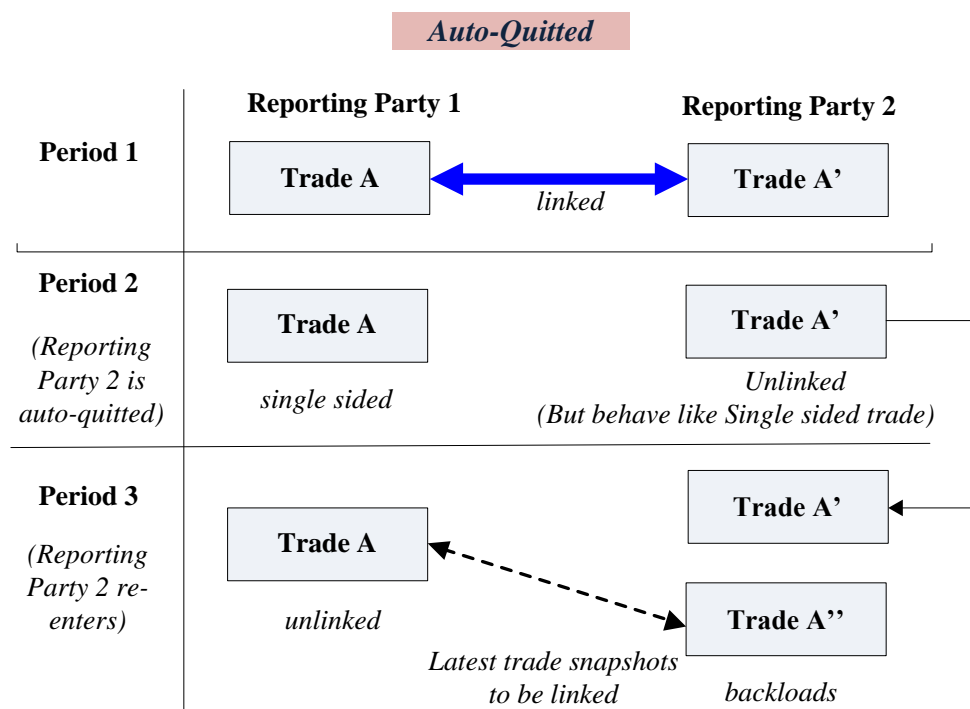 Auto-Quitted
Reporting Party 1
Reporting Party 2
Period 1
Trade A
linked
Trade A’
Period 2
(Reporting
Party 2 is
auto-quitted)
Trade A
single sided
Trade A’
Unlinked
(But behave like Single sided trade)
Period 3
(Reporting
Party 2 re-
enters)
Trade A
unlinked
Trade A’
Trade A’’
Latest trade snapshots
to be linked
backloads